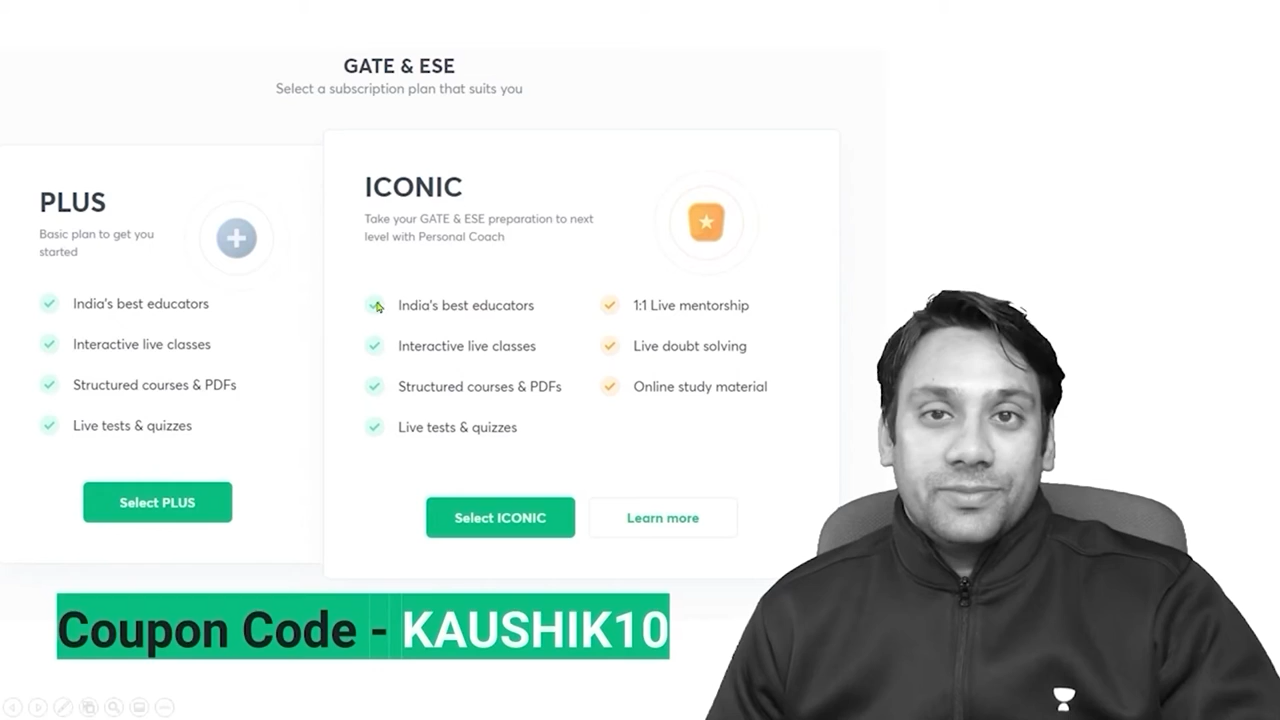 GATE & ESE
Select a subscription plan that suits you
PLUS
Basic plan to get you
started
India's best educators
Interactive live classes
Structured courses & PDFs
Live tests & quizzes
Select PLUS
ICONIC
Take your GATE & ESE preparation to next
level with Personal Coach
India's best educators
Interactive live classes
Structured courses & PDFs
Live tests & quizzes
1:1 Live mentorship
Live doubt solving
Online study material
Select ICONIC
Learn more
Coupon Code - KAUSHIK10